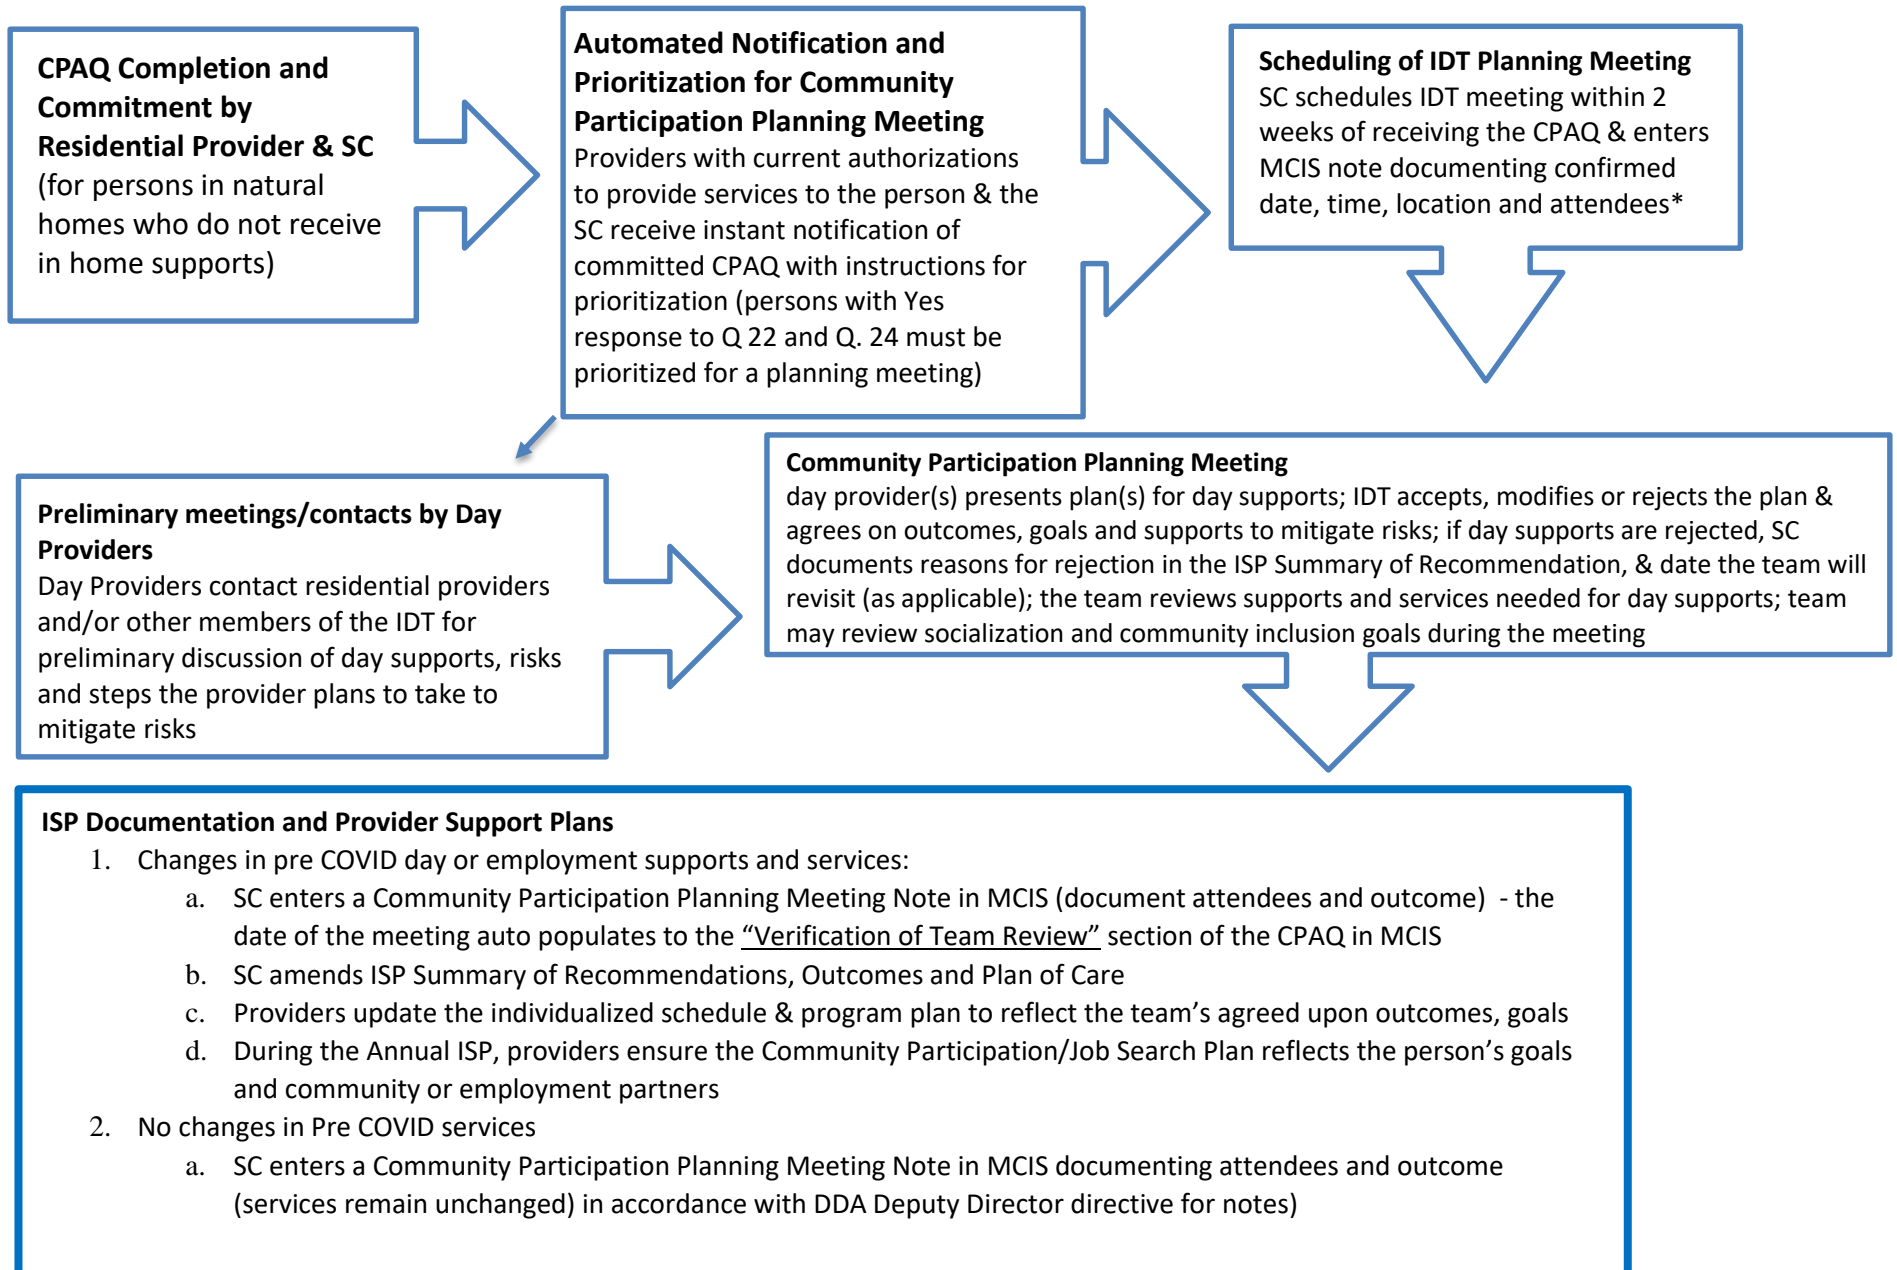 CPAQ Completion and
Commitment by
Residential Provider & SC
(for persons in natural
homes who do not receive
in home supports)
Automated Notification and
Prioritization for Community
Participation Planning Meeting
Providers with current authorizations
to provide services to the person & the
SC receive instant notification of
committed CPAQ with instructions for
prioritization (persons with Yes
response to Q 22 and Q. 24 must be
prioritized for a planning meeting)
Scheduling of IDT Planning Meeting
SC schedules IDT meeting within 2
weeks of receiving the CPAQ & enters
MCIS note documenting confirmed
date, time, location and attendees*
Preliminary meetings/contacts by Day
Providers
Day Providers contact residential providers
and/or other members of the IDT for
preliminary discussion of day supports, risks
and steps the provider plans to take to
mitigate risks
Community Participation Planning Meeting
day provider(s) presents plan(s) for day supports; IDT accepts, modifies or rejects the plan &
agrees on outcomes, goals and supports to mitigate risks; if day supports are rejected, SC
documents reasons for rejection in the ISP Summary of Recommendation, & date the team will
revisit (as applicable); the team reviews supports and services needed for day supports; team
may review socialization and community inclusion goals during the meeting
ISP Documentation and Provider Support Plans
1. Changes in pre COVID day or employment supports and services:
a. SC enters a Community Participation Planning Meeting Note in MCIS (document attendees and outcome)  - the
date of the meeting auto populates to the “Verification of Team Review” section of the CPAQ in MCIS
b. SC amends ISP Summary of Recommendations, Outcomes and Plan of Care
c. Providers update the individualized schedule & program plan to reflect the team’s agreed upon outcomes, goals
d. During the Annual ISP, providers ensure the Community Participation/Job Search Plan reflects the person’s goals
and community or employment partners
2. No changes in Pre COVID services
a. SC enters a Community Participation Planning Meeting Note in MCIS documenting attendees and outcome
(services remain unchanged) in accordance with DDA Deputy Director directive for notes)